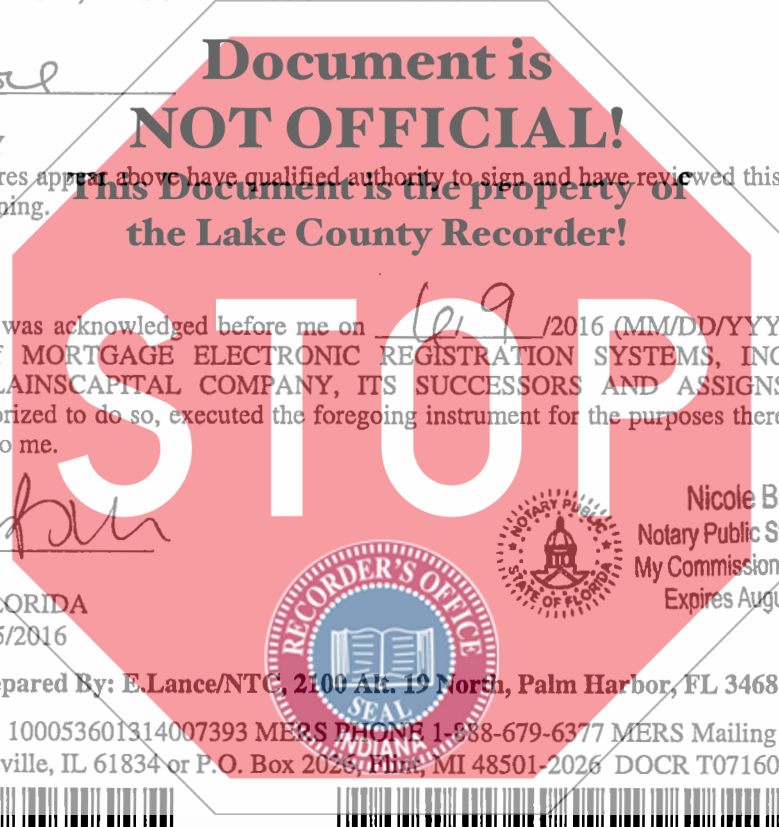 Document is
NOT OFFICIAL!
res appear above have qualified authority to sign and have reviewed this
This Document is the property of
ning.
the Lake County Recorder!
was acknowledged before me on 6/9/2016 (MM/DD/YYY
MORTGAGE ELECTRONIC REGISTRATION SYSTEMS, INC
LAINSCAPITAL COMPANY, ITS SUCCESSORS AND ASSIGNS
orized to do so, executed the foregoing instrument for the purposes there
o me.
STOP
Nicole B
NOTARY PUBLIC
STATE OF FLORIDA
Notary Public S
My Commission
Expires Augu
LORIDA
5/2016
RECORDER'S OFFICE
SEAL
INDIANA
epared By: E.Lance/NTC, 2100 Alt. 19 North, Palm Harbor, FL 3468
100053601314007393 MERS PHONE 1-888-679-6377 MERS Mailing
ville, IL 61834 or P.O. Box 2026, Flint, MI 48501-2026 DOCR T07160